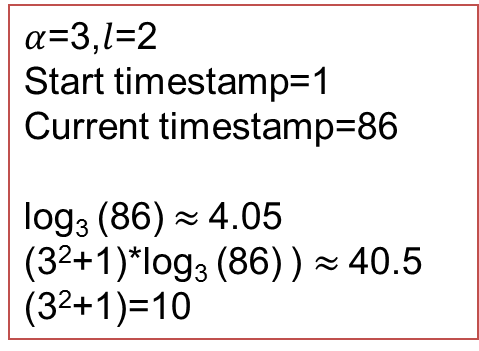 𝛼=3,𝑙=2
Start timestamp=1
Current timestamp=86
log₃ (86) ≈ 4.05
(3²+1)*log₃ (86) ) ≈ 40.5
(3²+1)=10